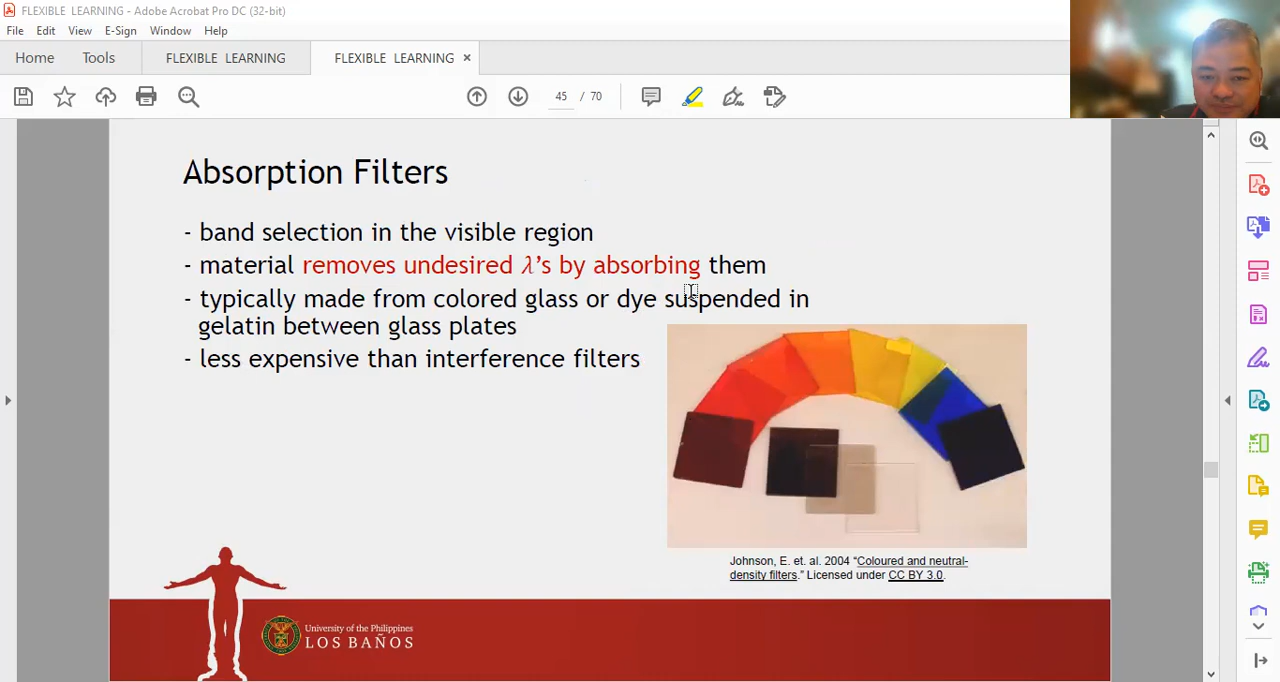 FLEXIBLE LEARNING - Adobe Acrobat Pro DC (32-bit)
File Edit View E-Sign Window Help
Home Tools FLEXIBLE LEARNING FLEXIBLE LEARNING ×
45 / 70
Absorption Filters
- band selection in the visible region
- material removes undesired λ's by absorbing them
- typically made from colored glass or dye suspended in
gelatin between glass plates
- less expensive than interference filters
Johnson, E. et. al. 2004 “Coloured and neutral-
density filters.” Licensed under CC BY 3.0.
University of the Philippines
LOS BAÑOS